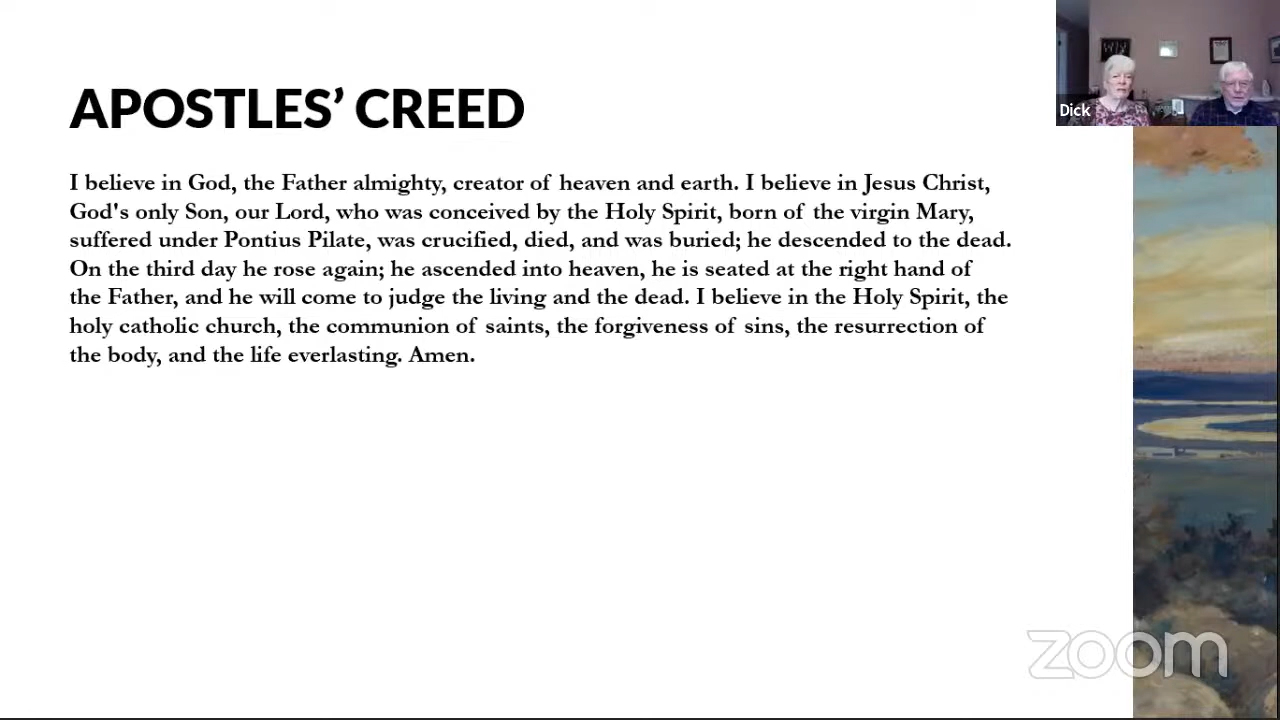 APOSTLES’ CREED
I believe in God, the Father almighty, creator of heaven and earth. I believe in Jesus Christ,
God's only Son, our Lord, who was conceived by the Holy Spirit, born of the virgin Mary,
suffered under Pontius Pilate, was crucified, died, and was buried; he descended to the dead.
On the third day he rose again; he ascended into heaven, he is seated at the right hand of
the Father, and he will come to judge the living and the dead. I believe in the Holy Spirit, the
holy catholic church, the communion of saints, the forgiveness of sins, the resurrection of
the body, and the life everlasting. Amen.
Dick
zoom